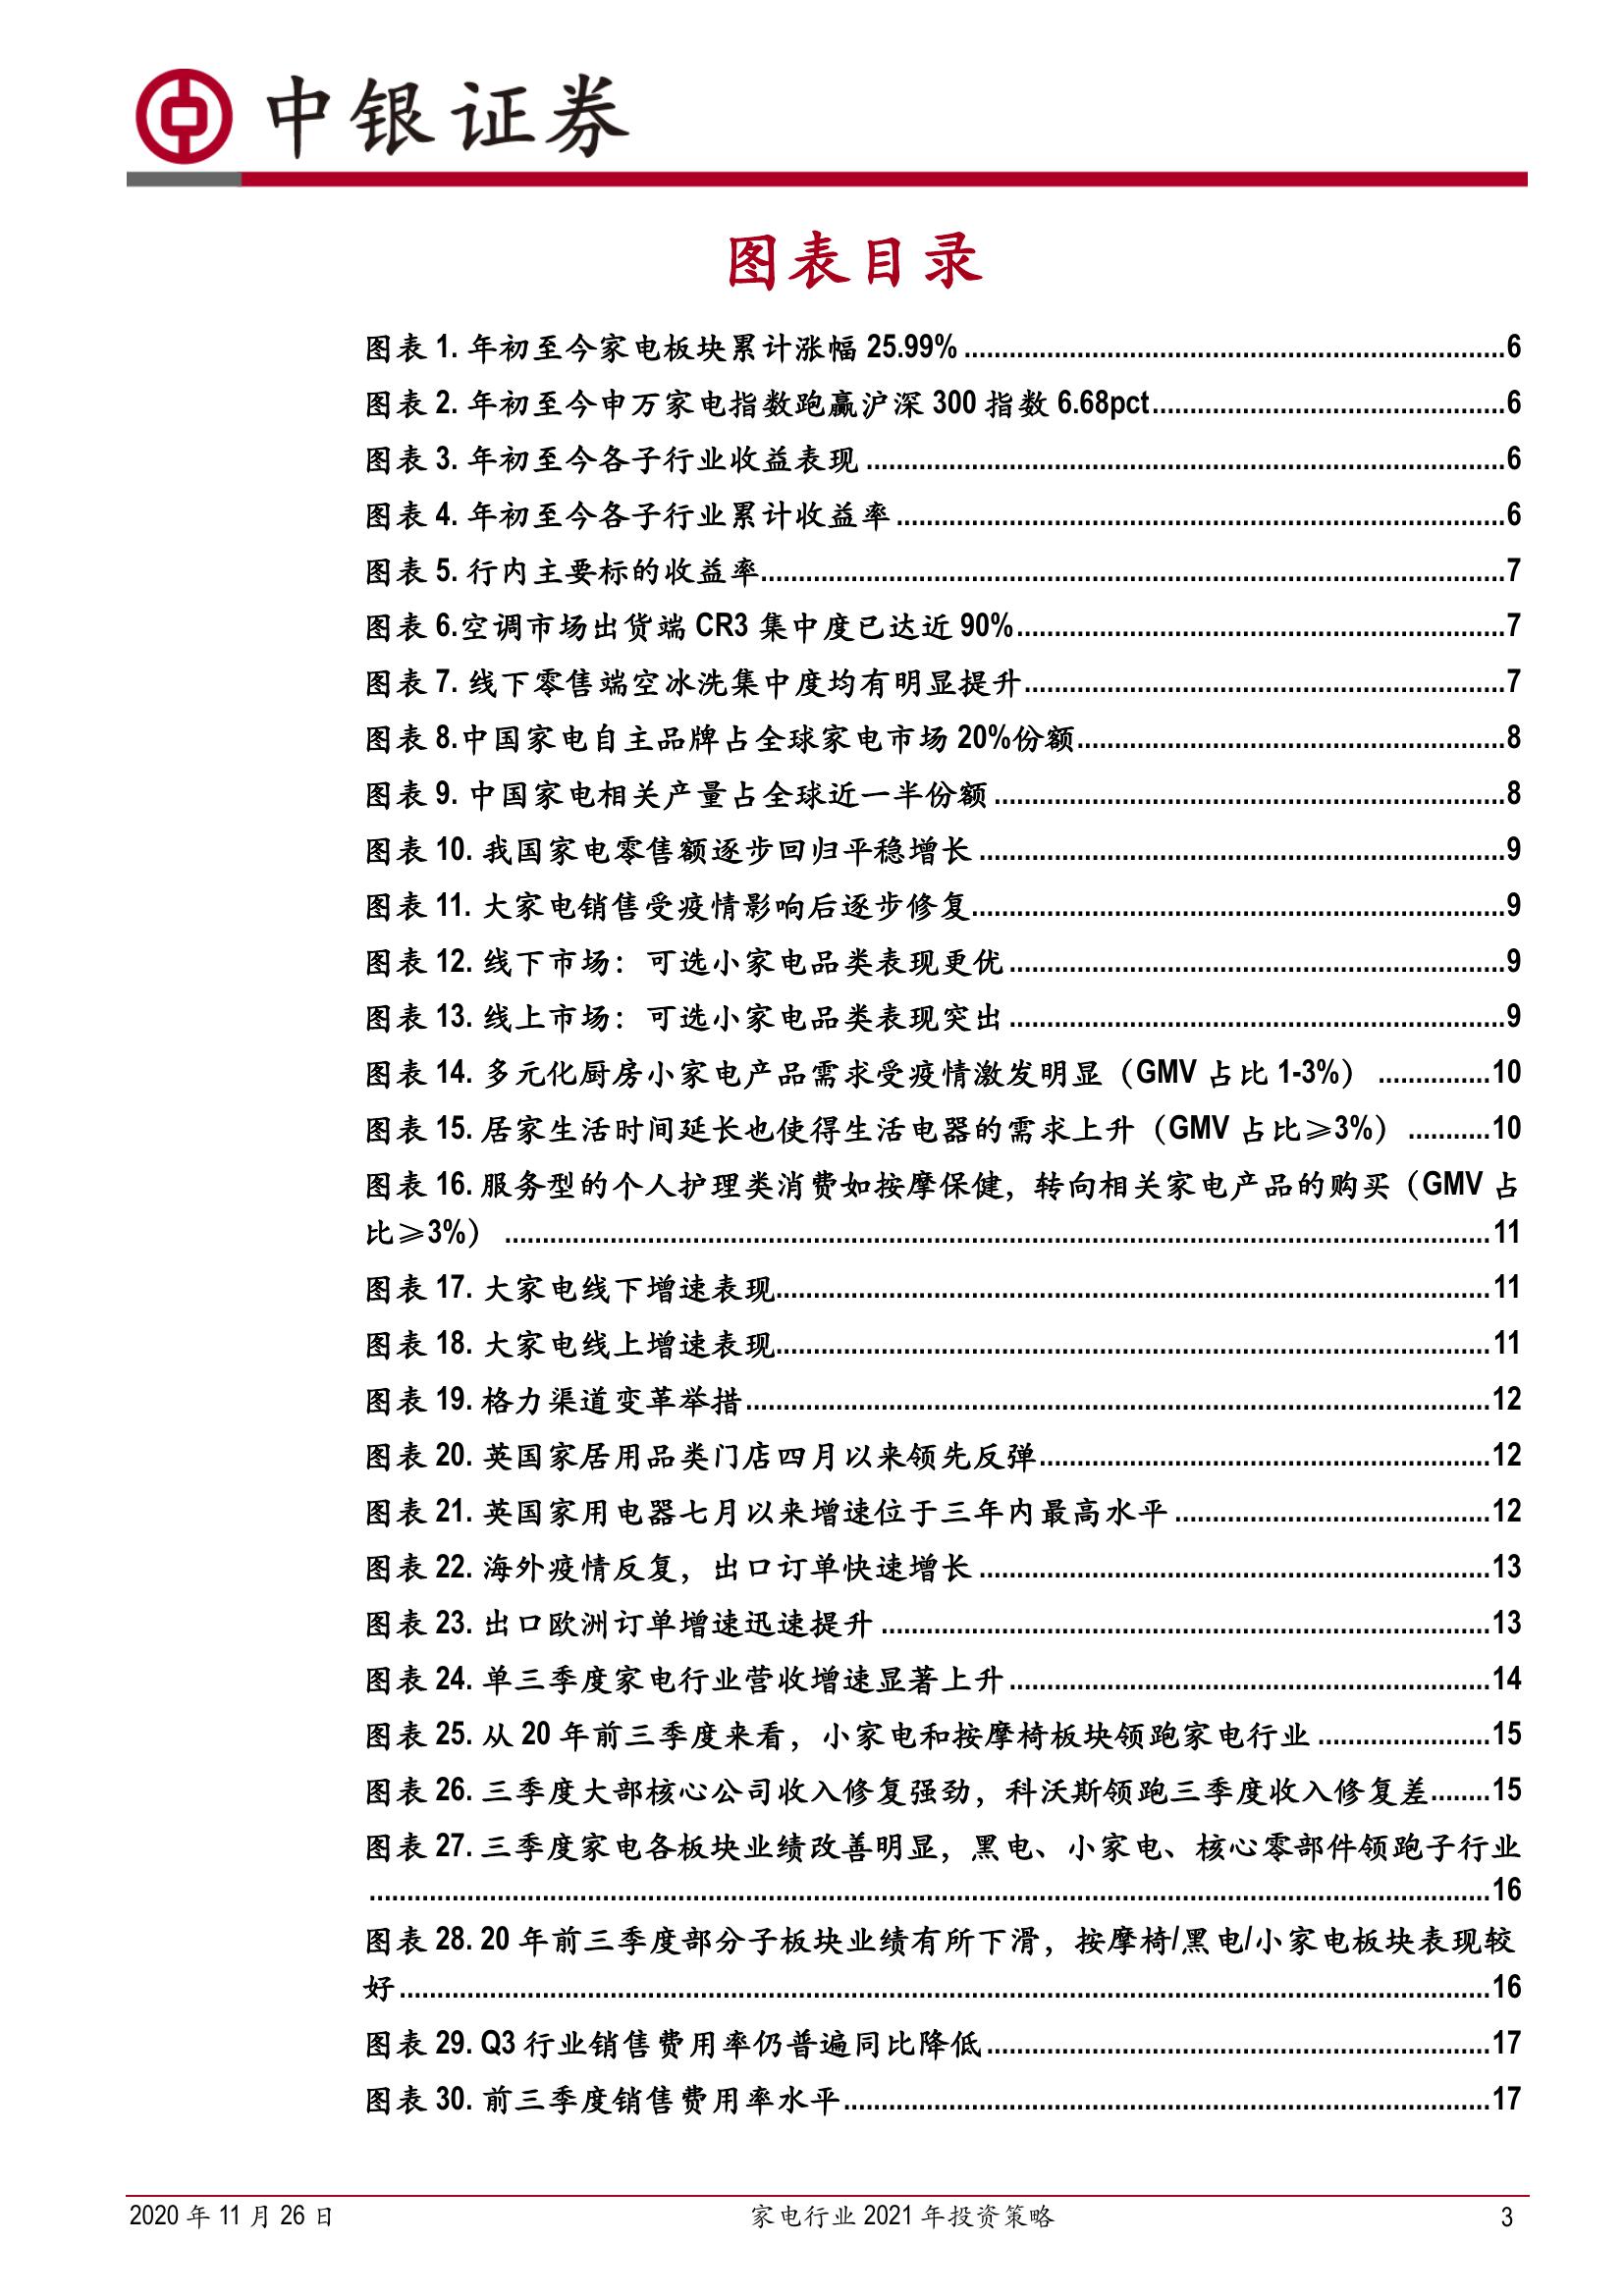 中银证券
图表目录
图表 1. 年初至今家电板块累计涨幅 25.99% ........................................................................6
图表 2. 年初至今申万家电指数跑赢沪深 300 指数 6.68pct...............................................6
图表 3. 年初至今各子行业收益表现 .....................................................................................6
图表 4. 年初至今各子行业累计收益率 .................................................................................6
图表 5. 行内主要标的收益率...................................................................................................7
图表 6.空调市场出货端 CR3 集中度已达近 90%.................................................................7
图表 7. 线下零售端空冰洗集中度均有明显提升................................................................7
图表 8.中国家电自主品牌占全球家电市场 20%份额.........................................................8
图表 9. 中国家电相关产量占全球近一半份额 ....................................................................8
图表 10. 我国家电零售额逐步回归平稳增长 ......................................................................9
图表 11. 大家电销售受疫情影响后逐步修复.......................................................................9
图表 12. 线下市场：可选小家电品类表现更优 ..................................................................9
图表 13. 线上市场：可选小家电品类表现突出 ..................................................................9
图表 14. 多元化厨房小家电产品需求受疫情激发明显（GMV 占比 1-3%） ...............10
图表 15. 居家生活时间延长也使得生活电器的需求上升（GMV 占比≥3%） ...........10
图表 16. 服务型的个人护理类消费如按摩保健，转向相关家电产品的购买（GMV 占
比≥3%） ...................................................................................................................................11
图表 17. 大家电线下增速表现...............................................................................................11
图表 18. 大家电线上增速表现...............................................................................................11
图表 19. 格力渠道变革举措...................................................................................................12
图表 20. 英国家居用品类门店四月以来领先反弹............................................................12
图表 21. 英国家用电器七月以来增速位于三年内最高水平 ..........................................12
图表 22. 海外疫情反复，出口订单快速增长 ....................................................................13
图表 23. 出口欧洲订单增速迅速提升 .................................................................................13
图表 24. 单三季度家电行业营收增速显著上升 ................................................................14
图表 25. 从 20 年前三季度来看，小家电和按摩椅板块领跑家电行业 .......................15
图表 26. 三季度大部核心公司收入修复强劲，科沃斯领跑三季度收入修复差........15
图表 27. 三季度家电各板块业绩改善明显，黑电、小家电、核心零部件领跑子行业
.....................................................................................................................................................16
图表 28. 20 年前三季度部分子板块业绩有所下滑，按摩椅/黑电/小家电板块表现较
好.................................................................................................................................................16
图表 29. Q3 行业销售费用率仍普遍同比降低...................................................................17
图表 30. 前三季度销售费用率水平......................................................................................17
2020 年 11 月 26 日
家电行业 2021 年投资策略
3